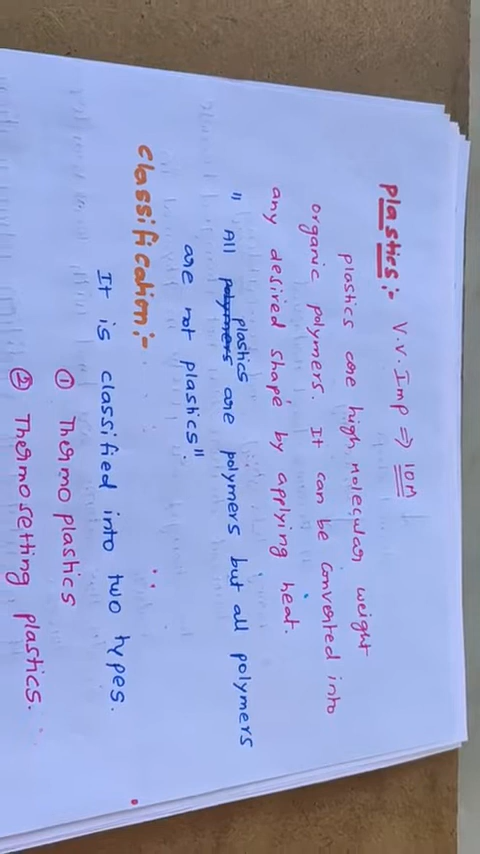 Plastics:- V.V.Imp ⇒ 10M
plastics are high molecular weight
organic polymers. It can be converted into
any desired shape by applying heat.
" All plastics are polymers but all polymers
are not plastics".
classification:-
It is classified into two types.
① Thermo plastics
② Thermosetting plastics.